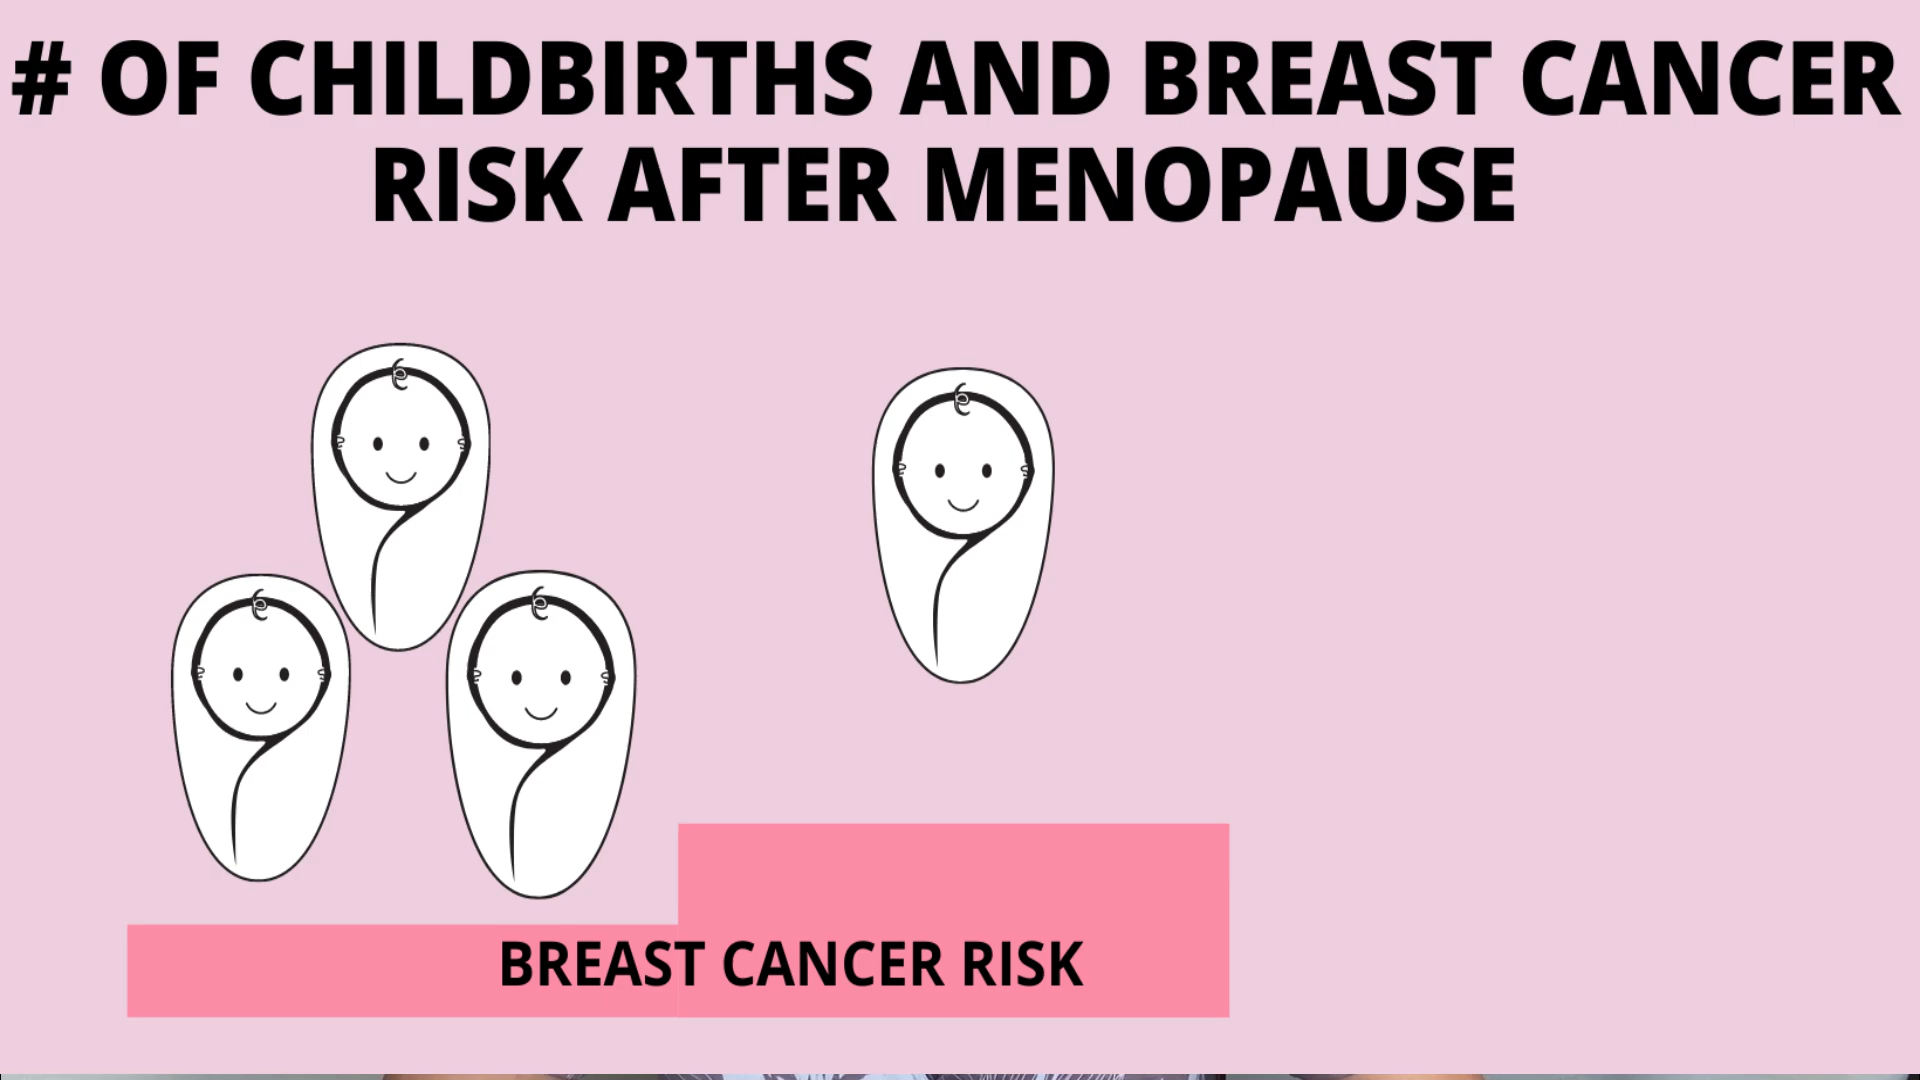 # OF CHILDBIRTHS AND BREAST CANCER
RISK AFTER MENOPAUSE
BREAST CANCER RISK